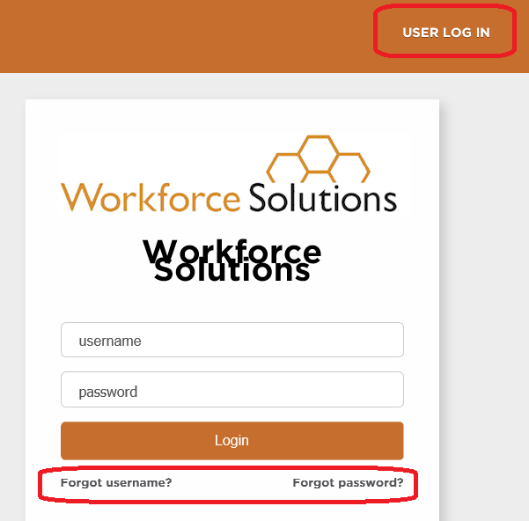 USER LOG IN
Workforce Solutions
Workforce
Solutions
username
password
Login
Forgot username? Forgot password?